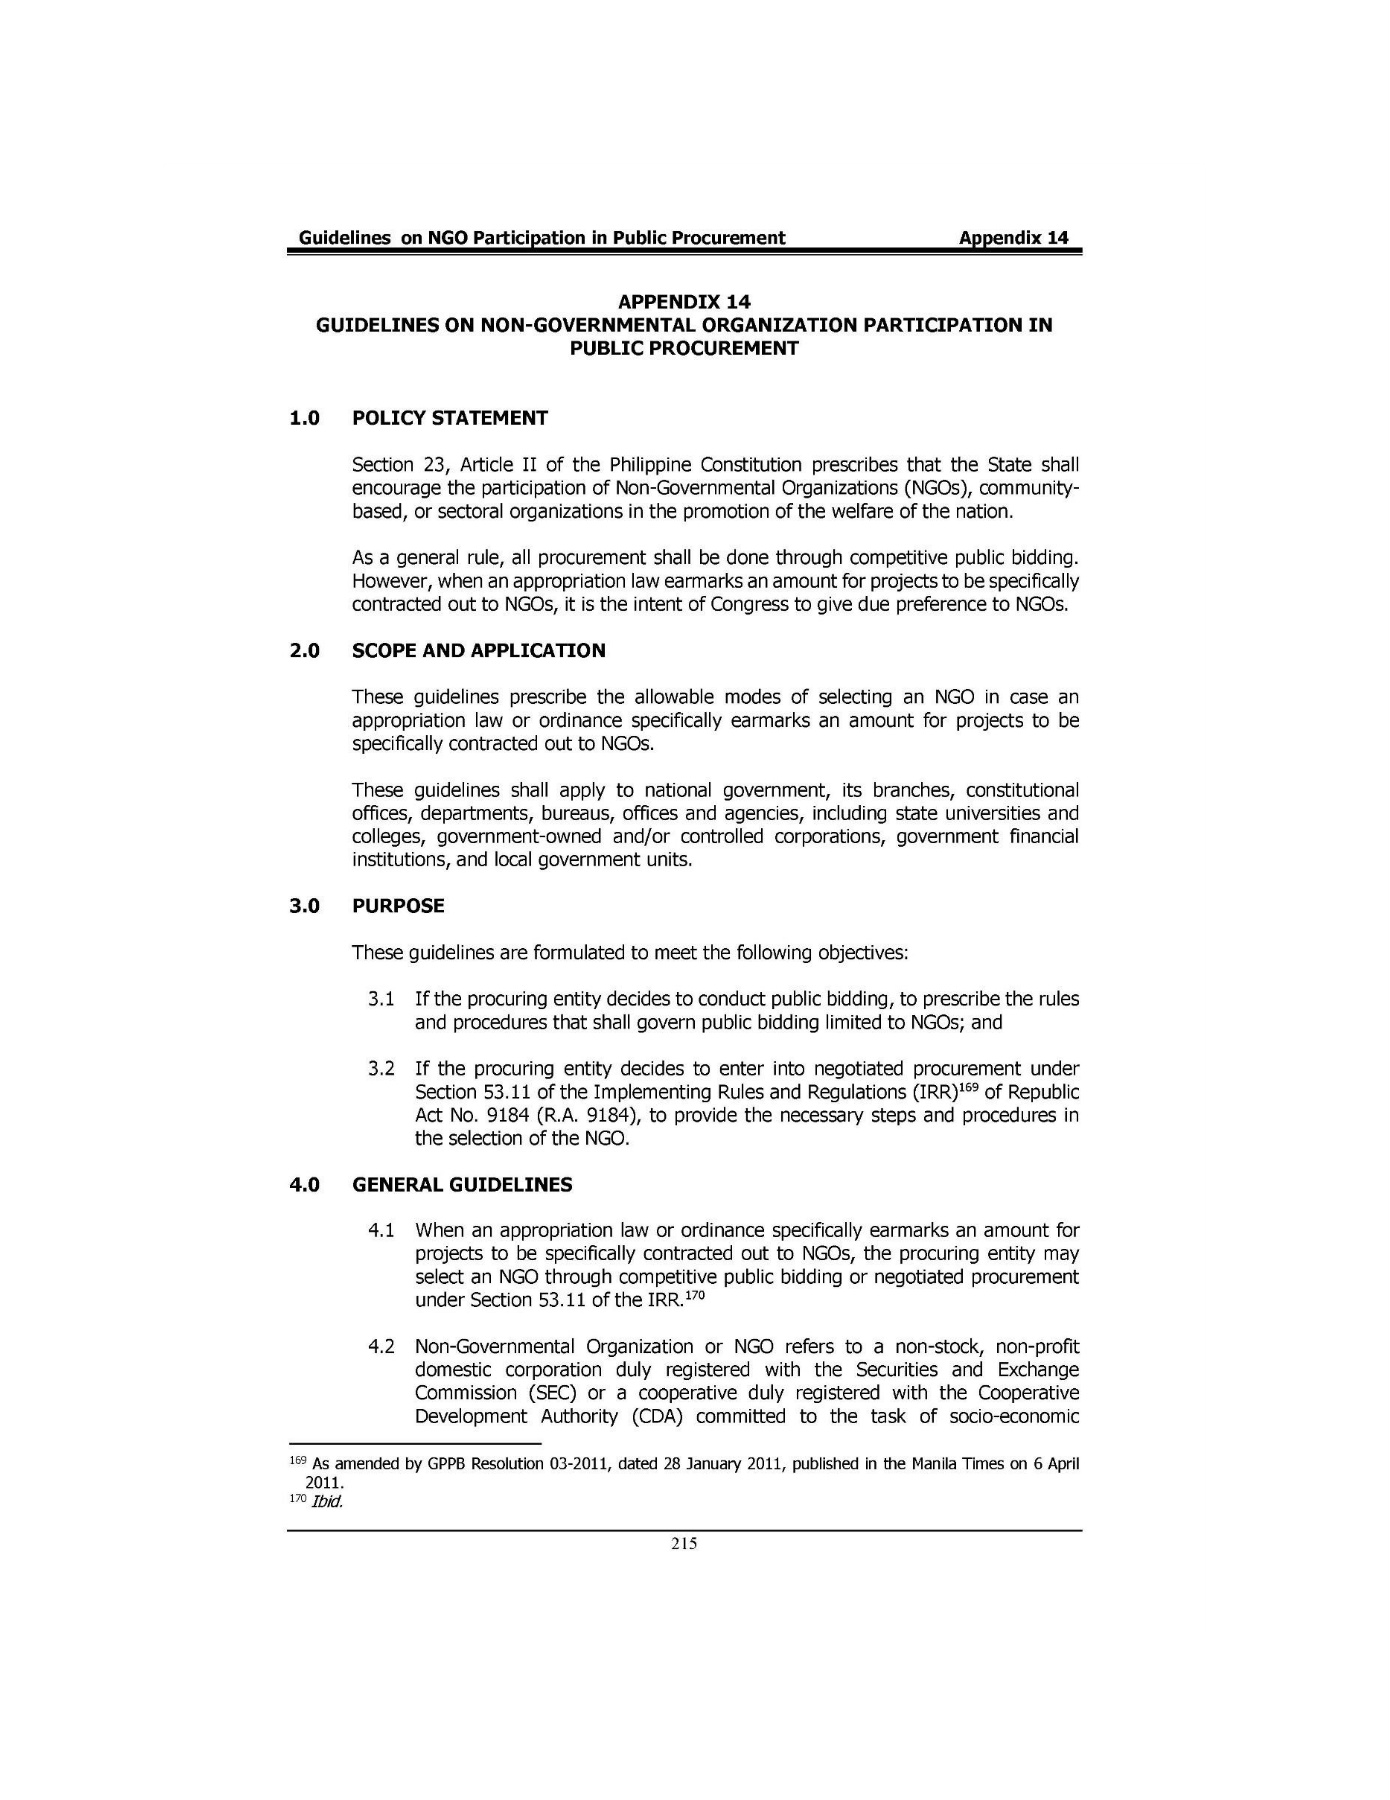 Guidelines on NGO Participation in Public Procurement Appendix 14
APPENDIX 14
GUIDELINES ON NON-GOVERNMENTAL ORGANIZATION PARTICIPATION IN
PUBLIC PROCUREMENT
1.0 POLICY STATEMENT
Section 23, Article II of the Philippine Constitution prescribes that the State shall
encourage the participation of Non-Governmental Organizations (NGOs), community-
based, or sectoral organizations in the promotion of the welfare of the nation.
As a general rule, all procurement shall be done through competitive public bidding.
However, when an appropriation law earmarks an amount for projects to be specifically
contracted out to NGOs, it is the intent of Congress to give due preference to NGOs.
2.0 SCOPE AND APPLICATION
These guidelines prescribe the allowable modes of selecting an NGO in case an
appropriation law or ordinance specifically earmarks an amount for projects to be
specifically contracted out to NGOs.
These guidelines shall apply to national government, its branches, constitutional
offices, departments, bureaus, offices and agencies, including state universities and
colleges, government-owned and/or controlled corporations, government financial
institutions, and local government units.
3.0 PURPOSE
These guidelines are formulated to meet the following objectives:
3.1 If the procuring entity decides to conduct public bidding, to prescribe the rules
and procedures that shall govern public bidding limited to NGOs; and
3.2 If the procuring entity decides to enter into negotiated procurement under
Section 53.11 of the Implementing Rules and Regulations (IRR)169 of Republic
Act No. 9184 (R.A. 9184), to provide the necessary steps and procedures in
the selection of the NGO.
4.0 GENERAL GUIDELINES
4.1 When an appropriation law or ordinance specifically earmarks an amount for
projects to be specifically contracted out to NGOs, the procuring entity may
select an NGO through competitive public bidding or negotiated procurement
under Section 53.11 of the IRR.170
4.2 Non-Governmental Organization or NGO refers to a non-stock, non-profit
domestic corporation duly registered with the Securities and Exchange
Commission (SEC) or a cooperative duly registered with the Cooperative
Development Authority (CDA) committed to the task of socio-economic
169 As amended by GPPB Resolution 03-2011, dated 28 January 2011, published in the Manila Times on 6 April
2011.
170 Ibid.
215